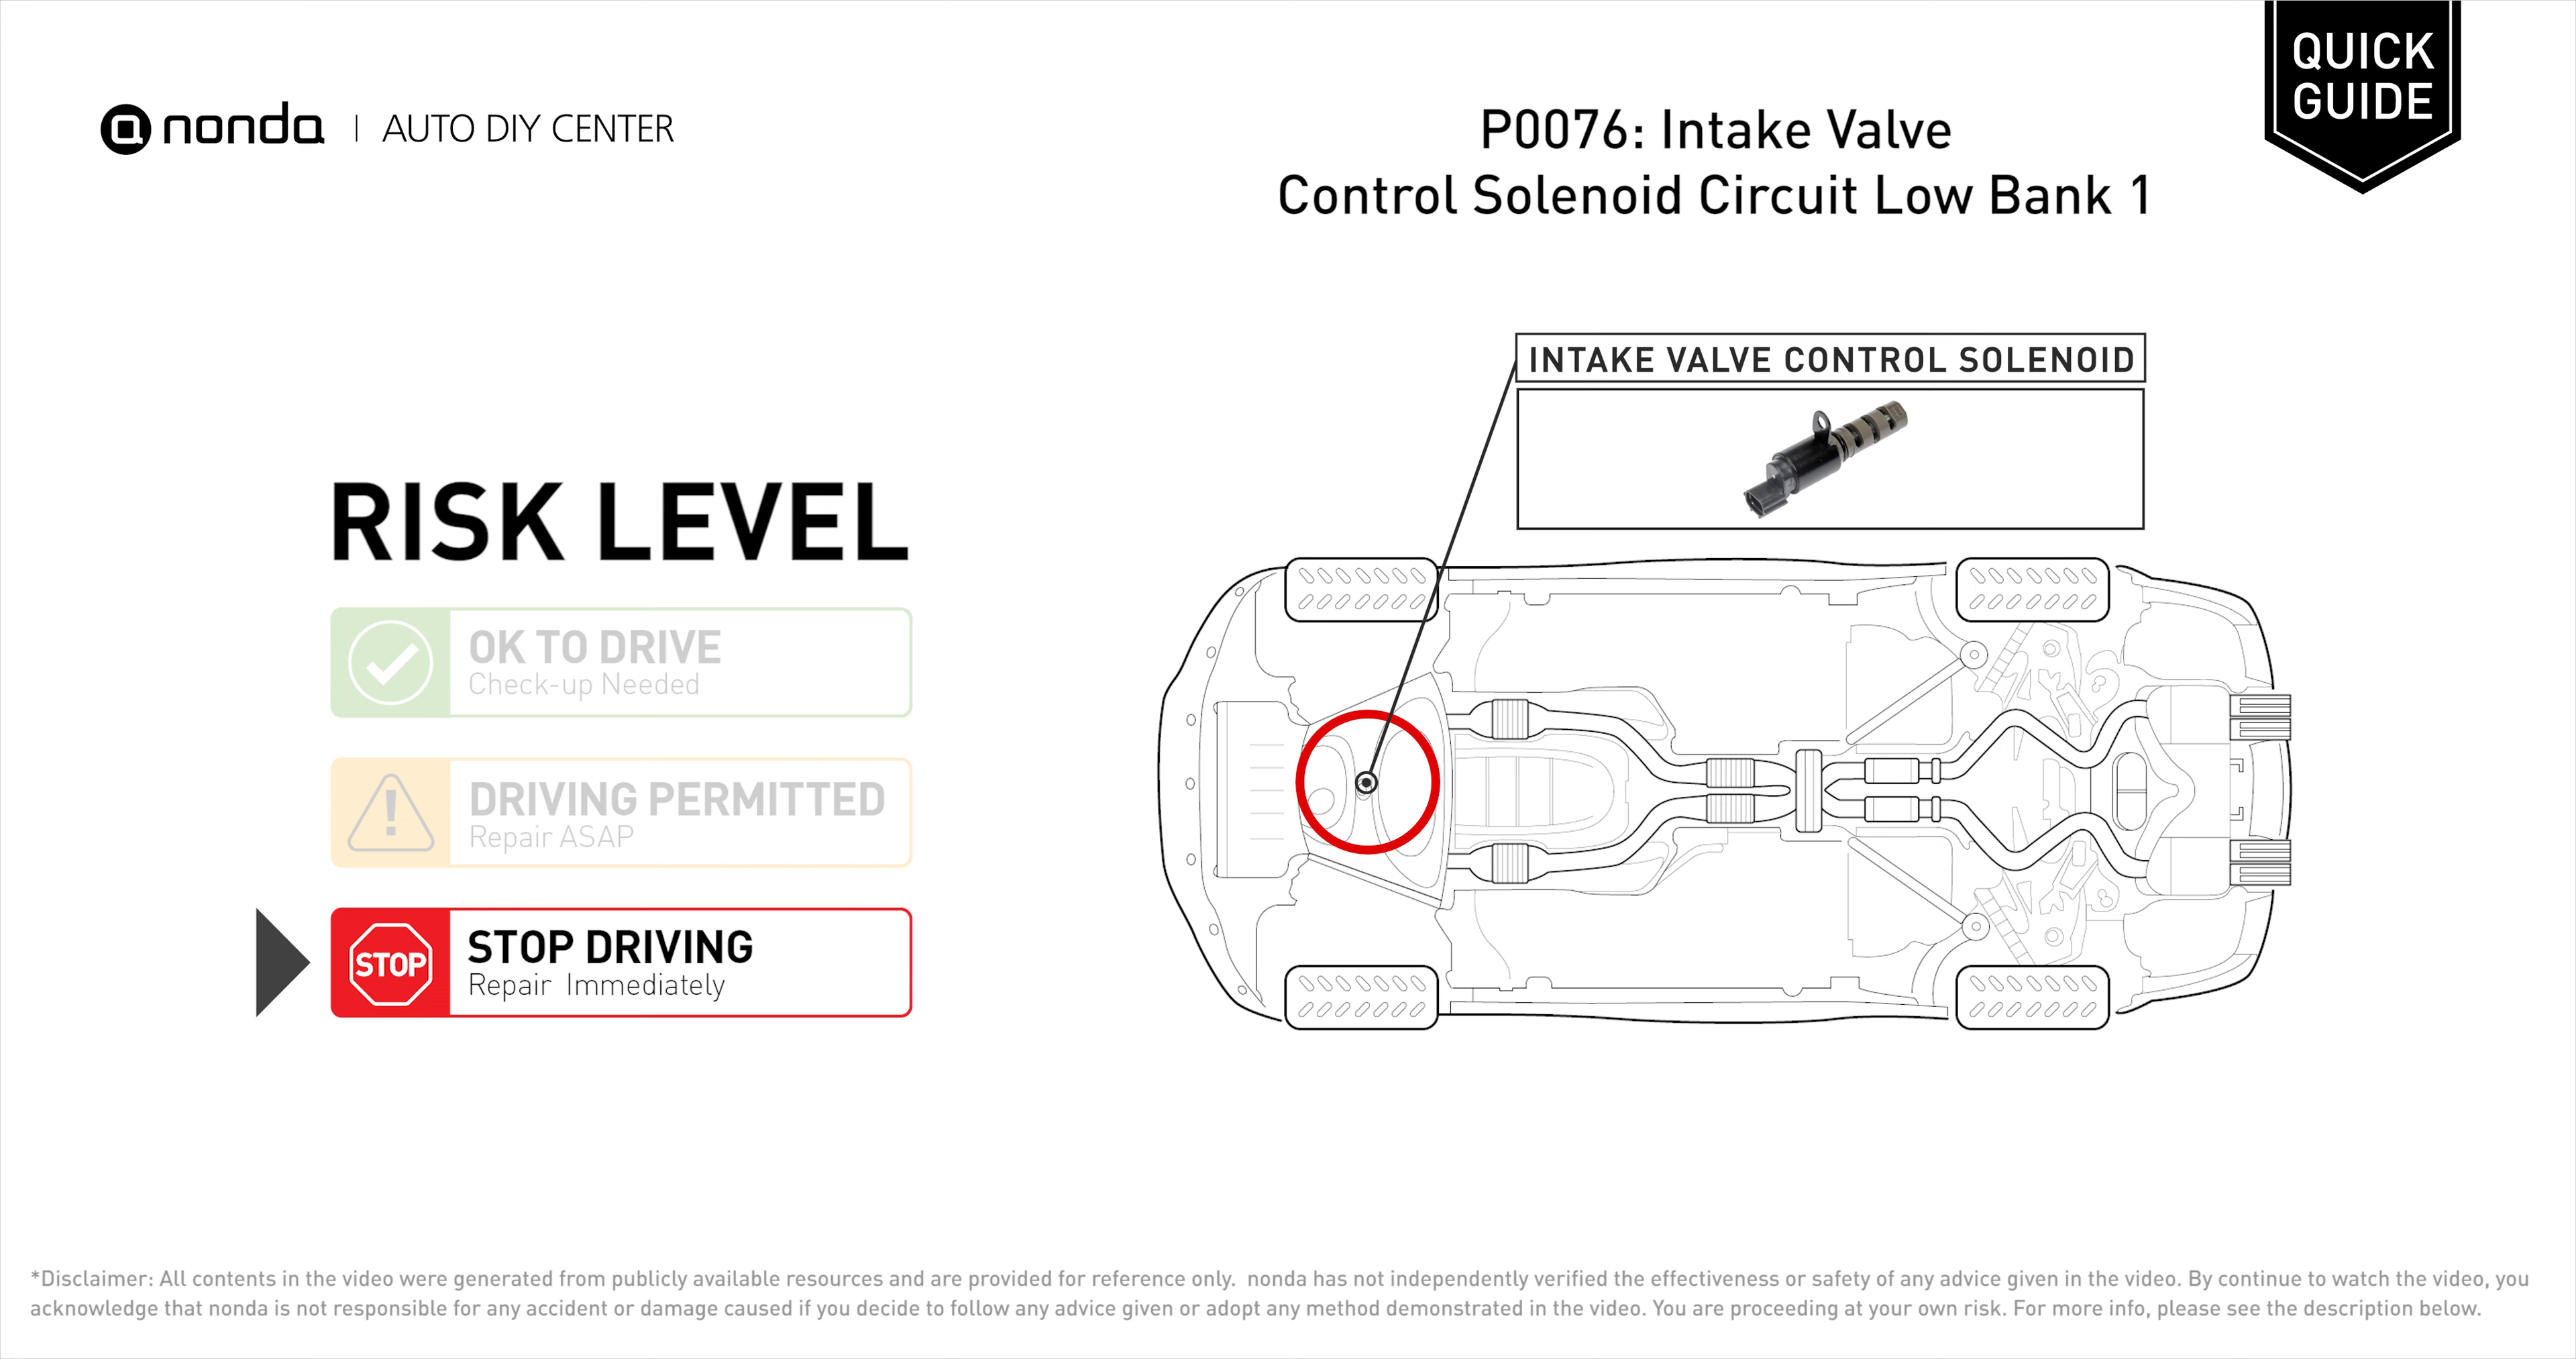 nonda | AUTO DIY CENTER
QUICK
GUIDE
P0076: Intake Valve
Control Solenoid Circuit Low Bank 1
INTAKE VALVE CONTROL SOLENOID
RISK LEVEL
OK TO DRIVE
Check-up Needed
DRIVING PERMITTED
Repair ASAP
STOP
STOP DRIVING
Repair Immediately
*Disclaimer: All contents in the video were generated from publicly available resources and are provided for reference only. nonda has not independently verified the effectiveness or safety of any advice given in the video. By continue to watch the video, you
acknowledge that nonda is not responsible for any accident or damage caused if you decide to follow any advice given or adopt any method demonstrated in the video. You are proceeding at your own risk. For more info, please see the description below.